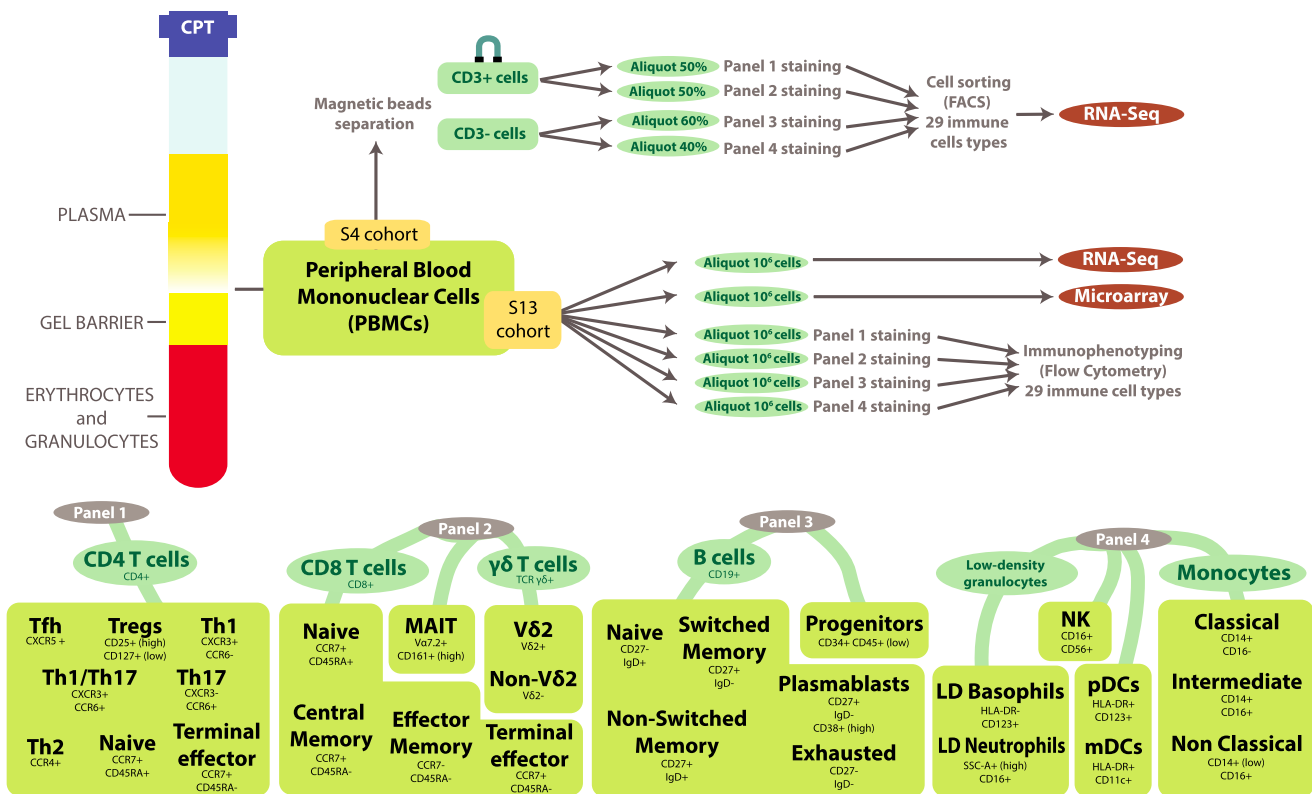 CPT
PLASMA
GEL BARRIER
ERYTHROCYTES
and
GRANULOCYTES
Magnetic beads
separation
CD3+ cells
CD3- cells
Aliquot 50% Panel 1 staining
Aliquot 50% Panel 2 staining
Aliquot 60% Panel 3 staining
Aliquot 40% Panel 4 staining
Cell sorting
(FACS)
29 immune
cells types
RNA-Seq
S4 cohort
Peripheral Blood
Mononuclear Cells
(PBMCs)
S13
cohort
Aliquot 10⁶ cells
RNA-Seq
Aliquot 10⁶ cells
Microarray
Aliquot 10⁶ cells Panel 1 staining
Aliquot 10⁶ cells Panel 2 staining
Aliquot 10⁶ cells Panel 3 staining
Aliquot 10⁶ cells Panel 4 staining
Immunophenotyping
(Flow Cytometry)
29 immune cell types
Panel 1
CD4 T cells
CD4+
Tfh
CXCR5 +
Tregs
CD25+ (high)
CD127+ (low)
Th1
CXCR3+
CCR6-
Th1/Th17
CXCR3+
CCR6+
Th17
CXCR3-
CCR6+
Th2
CCR4+
Naive
CCR7+
CD45RA+
Terminal
effector
CCR7+
CD45RA-
Panel 2
CD8 T cells
CD8+
γδ T cells
TCR γδ+
Naive
CCR7+
CD45RA+
MAIT
Vα7.2+
CD161+ (high)
Vδ2
Vδ2+
Non-Vδ2
Vδ2-
Central
Memory
CCR7+
CD45RA-
Effector
Memory
CCR7-
CD45RA-
Terminal
effector
CCR7+
CD45RA-
Panel 3
B cells
CD19+
Naive
CD27-
IgD+
Switched
Memory
CD27+
IgD-
Progenitors
CD34+ CD45+ (low)
Non-Switched
Memory
CD27+
IgD+
Plasmablasts
CD27+
IgD-
CD38+ (high)
Exhausted
CD27-
IgD-
Panel 4
Low-density
granulocytes
Monocytes
NK
CD16+
CD56+
LD Basophils
HLA-DR-
CD123+
LD Neutrophils
SSC-A+ (high)
CD16+
pDCs
HLA-DR+
CD123+
mDCs
HLA-DR+
CD11c+
Classical
CD14+
CD16-
Intermediate
CD14+
CD16+
Non Classical
CD14+ (low)
CD16+